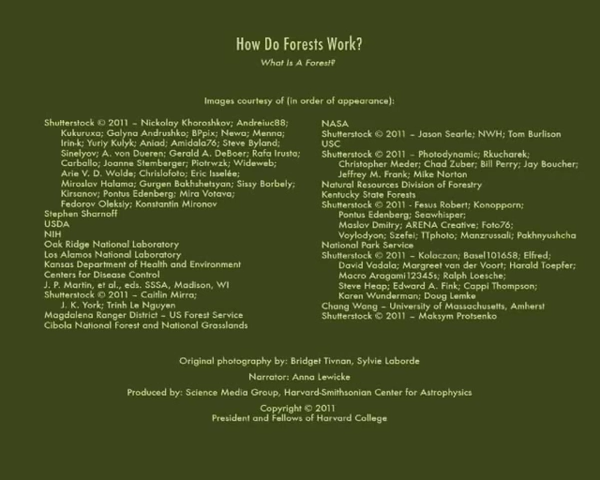 How Do Forests Work?
What Is A Forest?
Images courtesy of (in order of appearance):
Shutterstock © 2011 – Nickolay Khoroshkov; Andreiuc88;
Kukuruxa; Galyna Andrushko; BPpix; Newa; Menna;
Irin-k; Yuriy Kulyk; Aniad; Amidala76; Steve Byland;
Sinelyov; A. von Dueren; Gerald A. DeBoer; Rafa Irusta;
Carballo; Joanne Stemberger; Piotrwzk; Wideweb;
Arie V. D. Wolde; Chrislofoto; Eric Isselée;
Miroslav Halama; Gurgen Bakhshetsyan; Sissy Borbely;
Kirsanov; Pontus Edenberg; Mira Votava;
Fedorov Oleksiy; Konstantin Mironov
Stephen Sharnoff
USDA
NIH
Oak Ridge National Laboratory
Los Alamos National Laboratory
Kansas Department of Health and Environment
Centers for Disease Control
J. P. Martin, et al., eds. SSSA, Madison, WI
Shutterstock © 2011 – Caitlin Mirra;
J. K. York; Trinh Le Nguyen
Magdalena Ranger District – US Forest Service
Cibola National Forest and National Grasslands
NASA
Shutterstock © 2011 – Jason Searle; NWH; Tom Burlison
USC
Shutterstock © 2011 – Photodynamic; Rkucharek;
Christopher Meder; Chad Zuber; Bill Perry; Jay Boucher;
Jeffrey M. Frank; Mike Norton
Natural Resources Division of Forestry
Kentucky State Forests
Shutterstock © 2011 - Fesus Robert; Konopporn;
Pontus Edenberg; Seawhisper;
Maslov Dmitry; ARENA Creative; Foto76;
Voylodyon; Szefei; TTphoto; Manzrussali; Pakhnyushcha
National Park Service
Shutterstock © 2011 – Kolaczan; Basel101658; Elfred;
David Vadala; Margreet van der Voort; Harald Toepfer;
Macro Aragami12345s; Ralph Loesche;
Steve Heap; Edward A. Fink; Cappi Thompson;
Karen Wunderman; Doug Lemke
Chang Wang – University of Massachusetts, Amherst
Shutterstock © 2011 – Maksym Protsenko
Original photography by: Bridget Tivnan, Sylvie Laborde
Narrator: Anna Lewicke
Produced by: Science Media Group, Harvard-Smithsonian Center for Astrophysics
Copyright © 2011
President and Fellows of Harvard College